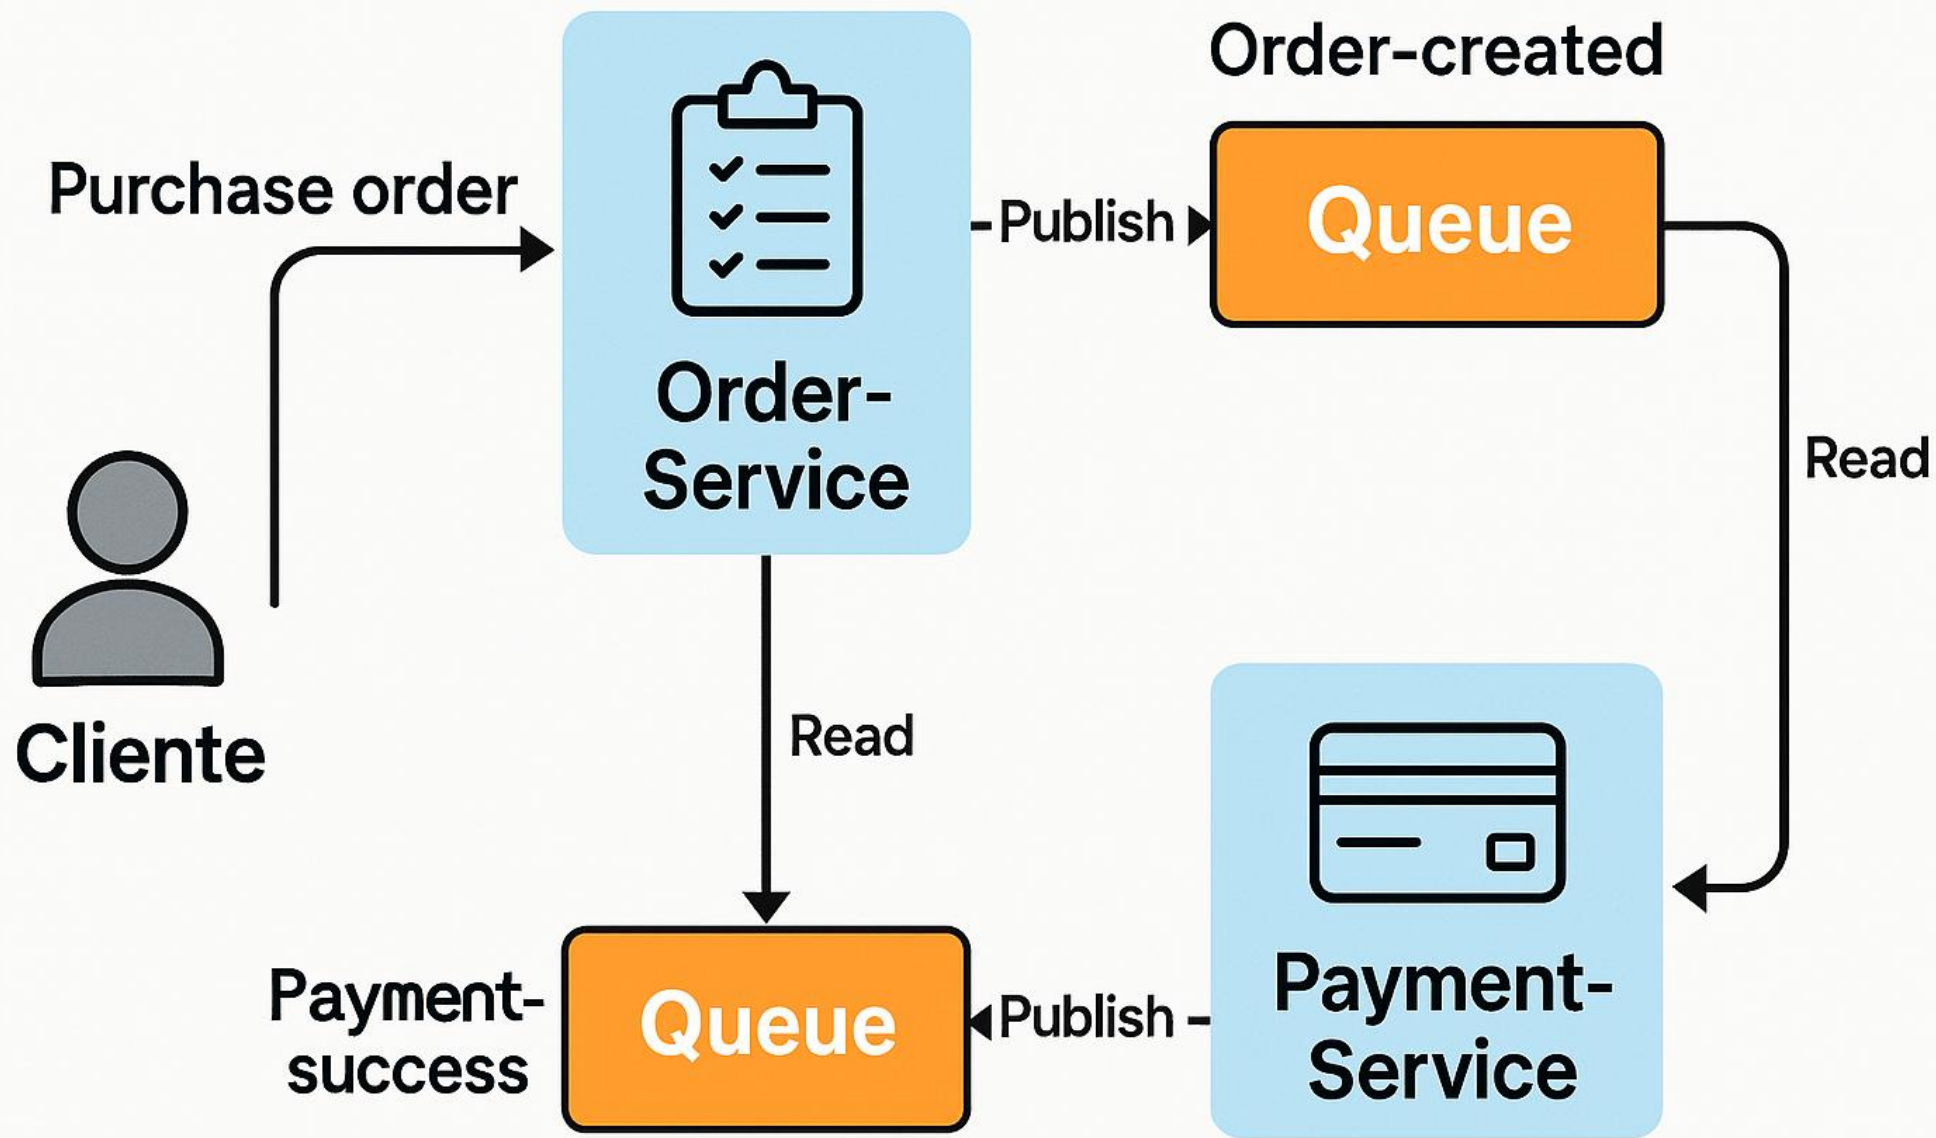 Order-created
Purchase order
Publish
Queue
Order-
Service
Read
Cliente
Read
Payment-
success
Queue
Publish
Payment-
Service